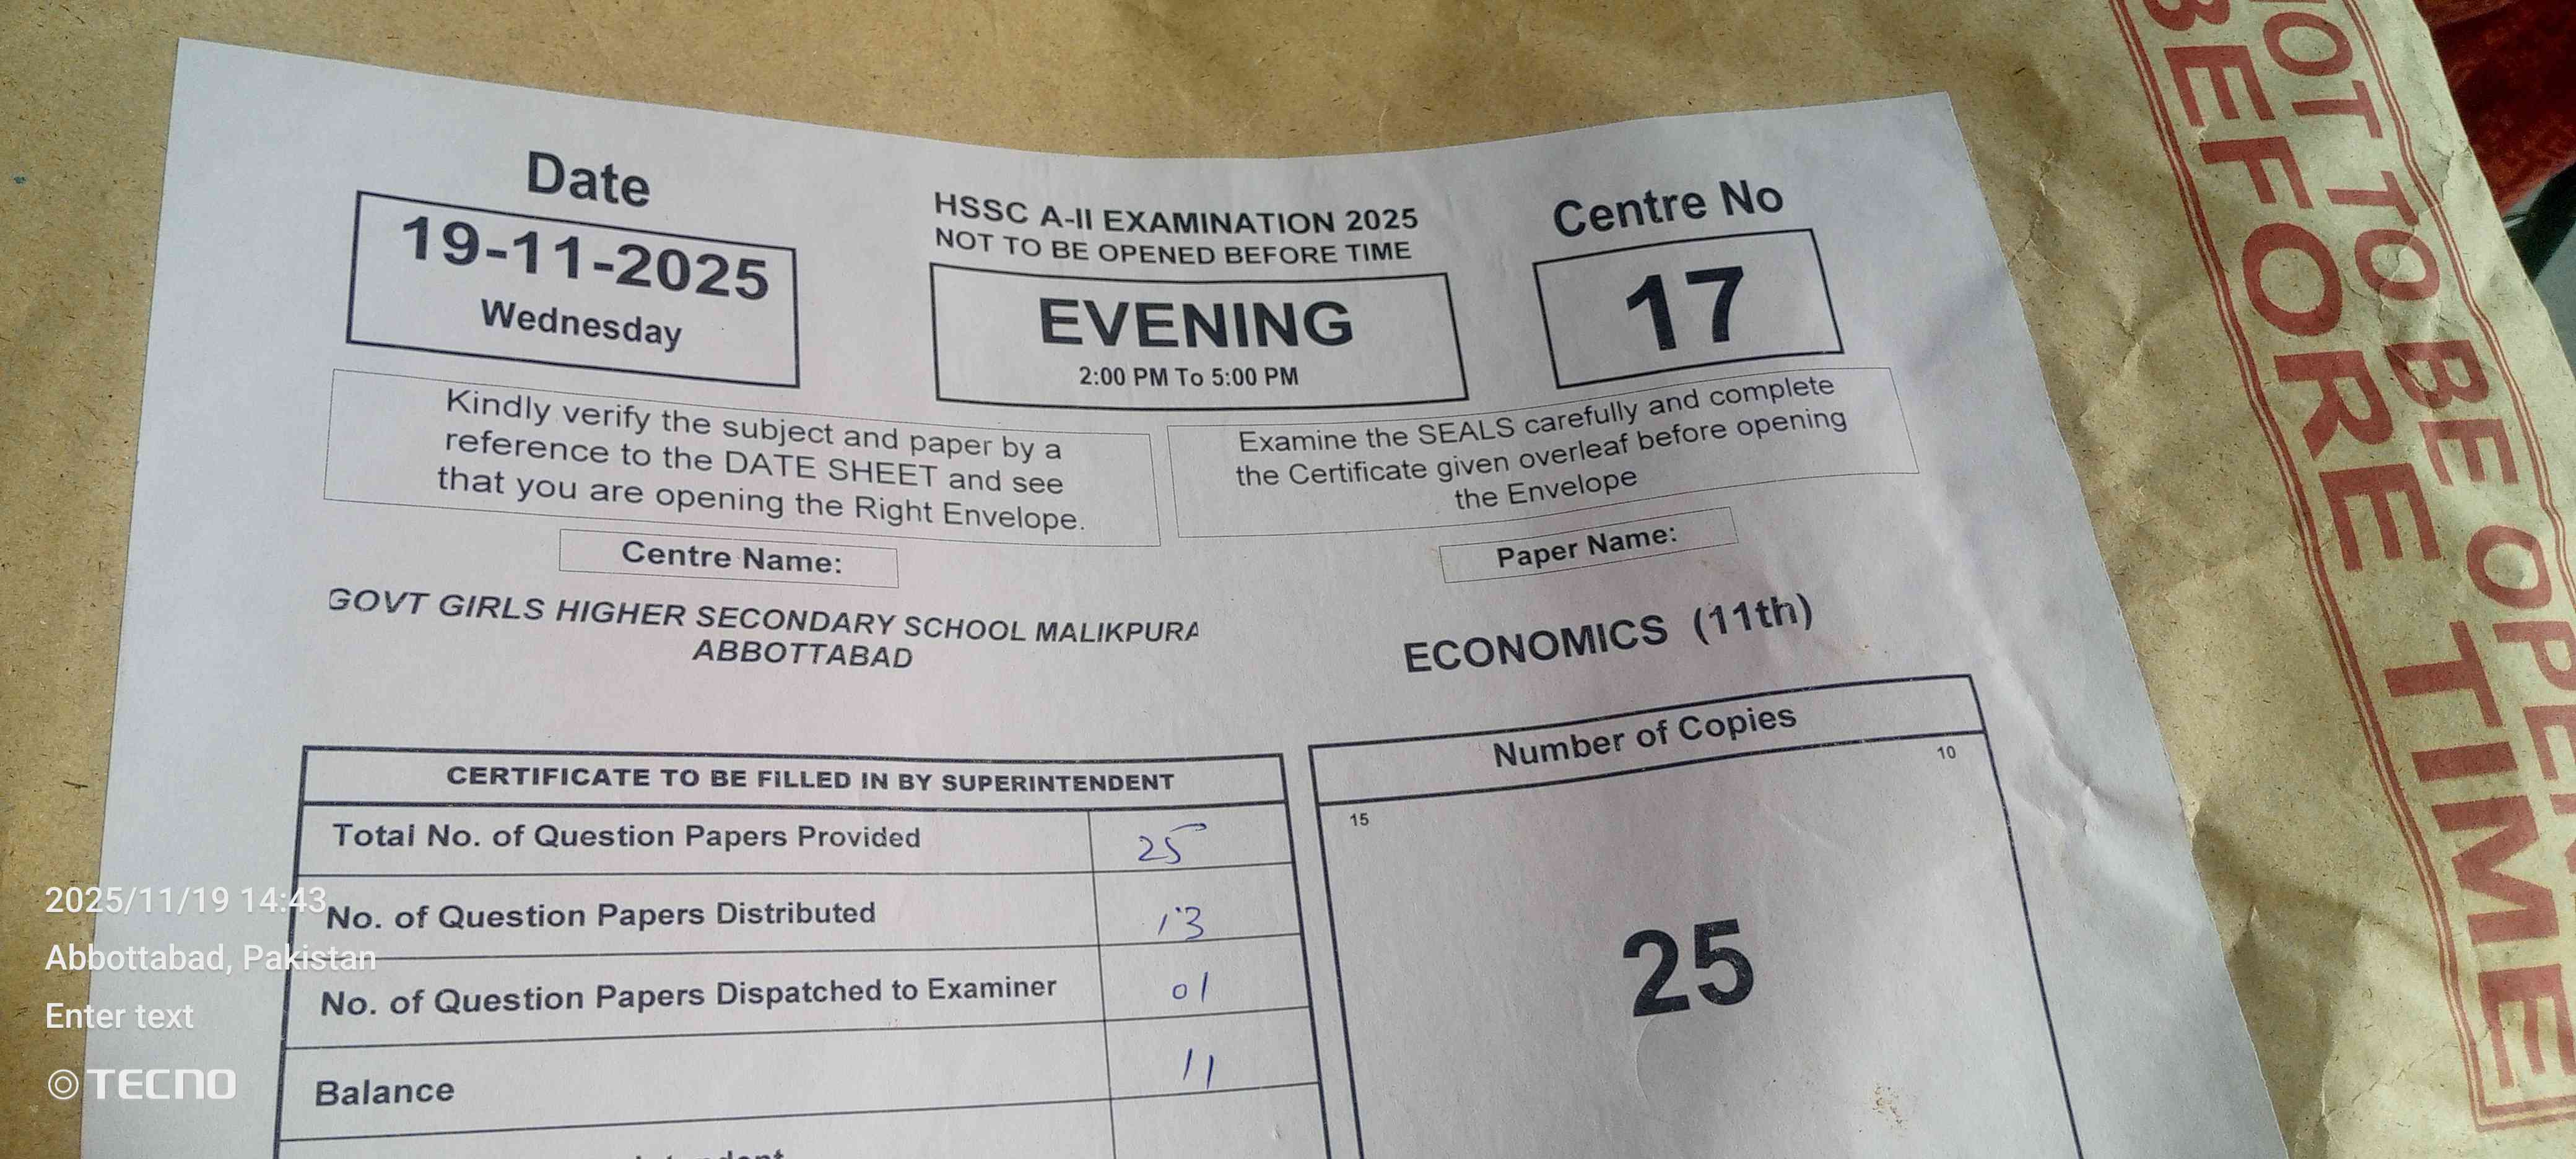 Date
19-11-2025
Wednesday
HSSC A-II EXAMINATION 2025
NOT TO BE OPENED BEFORE TIME
EVENING
2:00 PM To 5:00 PM
Centre No
17
Kindly verify the subject and paper by a
reference to the DATE SHEET and see
that you are opening the Right Envelope.
Examine the SEALS carefully and complete
the Certificate given overleaf before opening
the Envelope
Centre Name:
GOVT GIRLS HIGHER SECONDARY SCHOOL MALIKPURA
ABBOTTABAD
Paper Name:
ECONOMICS (11th)
CERTIFICATE TO BE FILLED IN BY SUPERINTENDENT
Total No. of Question Papers Provided 25
No. of Question Papers Distributed 13
No. of Question Papers Dispatched to Examiner 01
Balance 11
Number of Copies
10
15
25
NOT TO BE OPEN
BEFORE TIME
2025/11/19 14:43
Abbottabad, Pakistan
Enter text
TECNO